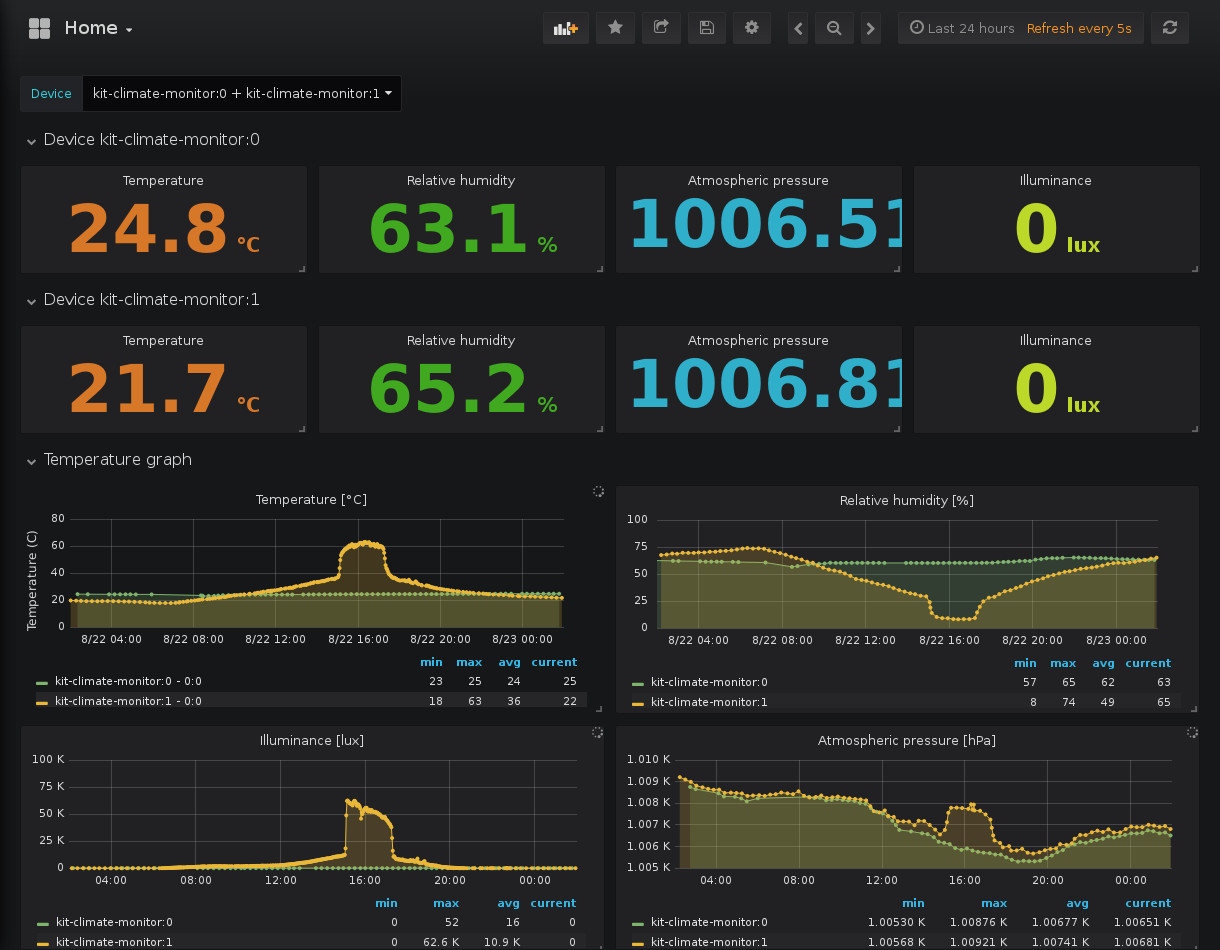 Home
Last 24 hours Refresh every 5s
Device kit-climate-monitor:0 + kit-climate-monitor:1
Device kit-climate-monitor:0
Temperature Relative humidity Atmospheric pressure Illuminance
24.8 °C 63.1 % 1006.51 0 lux
Device kit-climate-monitor:1
Temperature Relative humidity Atmospheric pressure Illuminance
21.7 °C 65.2 % 1006.81 0 lux
Temperature graph
Temperature [°C]
Temperature (C)
80
60
40
20
0
8/22 04:00 8/22 08:00 8/22 12:00 8/22 16:00 8/22 20:00 8/23 00:00
min max avg current
kit-climate-monitor:0 - 0:0 23 25 24 25
kit-climate-monitor:1 - 0:0 18 63 36 22
Relative humidity [%]
100
75
50
25
0
8/22 04:00 8/22 08:00 8/22 12:00 8/22 16:00 8/22 20:00 8/23 00:00
min max avg current
kit-climate-monitor:0 57 65 62 63
kit-climate-monitor:1 8 74 49 65
Illuminance [lux]
100 K
75 K
50 K
25 K
0
04:00 08:00 12:00 16:00 20:00 00:00
min max avg current
kit-climate-monitor:0 0 52 16 0
kit-climate-monitor:1 0 62.6 K 10.9 K 0
Atmospheric pressure [hPa]
1.010 K
1.009 K
1.008 K
1.007 K
1.006 K
1.005 K
04:00 08:00 12:00 16:00 20:00 00:00
min max avg current
kit-climate-monitor:0 1.00530 K 1.00876 K 1.00677 K 1.00651 K
kit-climate-monitor:1 1.00568 K 1.00921 K 1.00741 K 1.00681 K